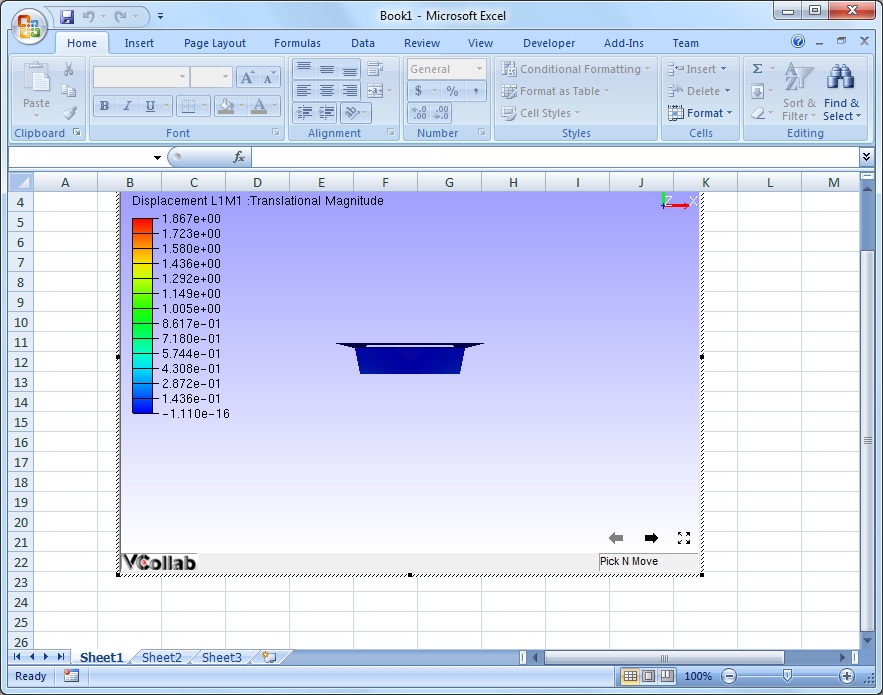 Book1 - Microsoft Excel
Home Insert Page Layout Formulas Data Review View Developer Add-Ins Team
Paste
B I U
A A
A
General
$ % ,
Conditional Formatting
Format as Table
Cell Styles
Insert
Delete
Format
Σ
Sort & Filter
Find & Select
Clipboard Font Alignment Number Styles Cells Editing
fx
A B C D E F G H I J K L M
4
5
6
7
8
9
10
11
12
13
14
15
16
17
18
19
20
21
22
23
24
25
26
Displacement L1M1 :Translational Magnitude
1.867e+00
1.723e+00
1.580e+00
1.436e+00
1.292e+00
1.149e+00
1.005e+00
8.617e-01
7.180e-01
5.744e-01
4.308e-01
2.872e-01
1.436e-01
-1.110e-16
Z X
VCollab
Pick N Move
Sheet1 Sheet2 Sheet3
Ready
100%